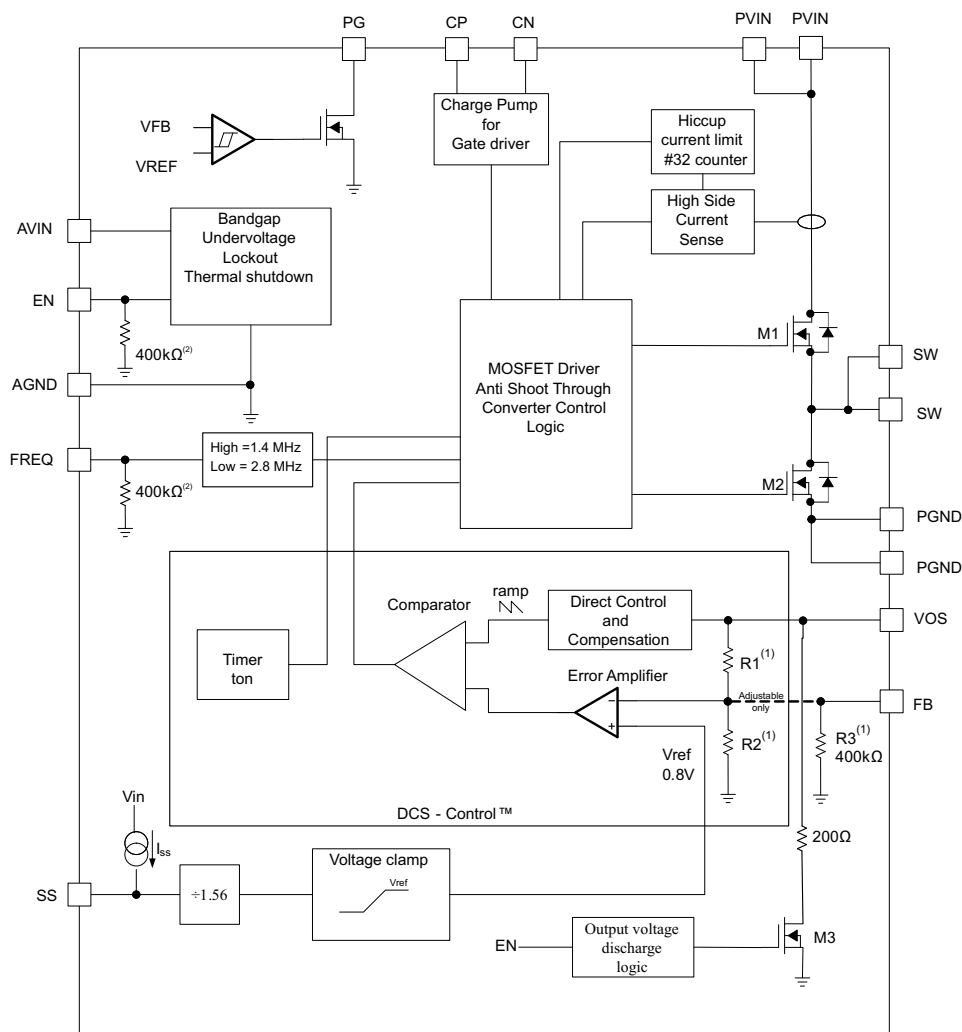 PG
CP
CN
PVIN
PVIN
VFB
VREF
Charge Pump
for
Gate driver
Hiccup
current limit
#32 counter
High Side
Current
Sense
AVIN
Bandgap
Undervoltage
Lockout
Thermal shutdown
EN
400kΩ(2)
AGND
MOSFET Driver
Anti Shoot Through
Converter Control
Logic
M1
SW
SW
FREQ
High =1.4 MHz
Low = 2.8 MHz
400kΩ(2)
M2
PGND
PGND
Comparator
ramp
Direct Control
and
Compensation
VOS
Timer
ton
R1(1)
Error Amplifier
−
+
Adjustable
only
FB
R2(1)
R3(1)
400kΩ
Vref
0.8V
DCS - Control™
Vin
Iss
200Ω
SS
÷1.56
Voltage clamp
Vref
EN
Output voltage
discharge
logic
M3